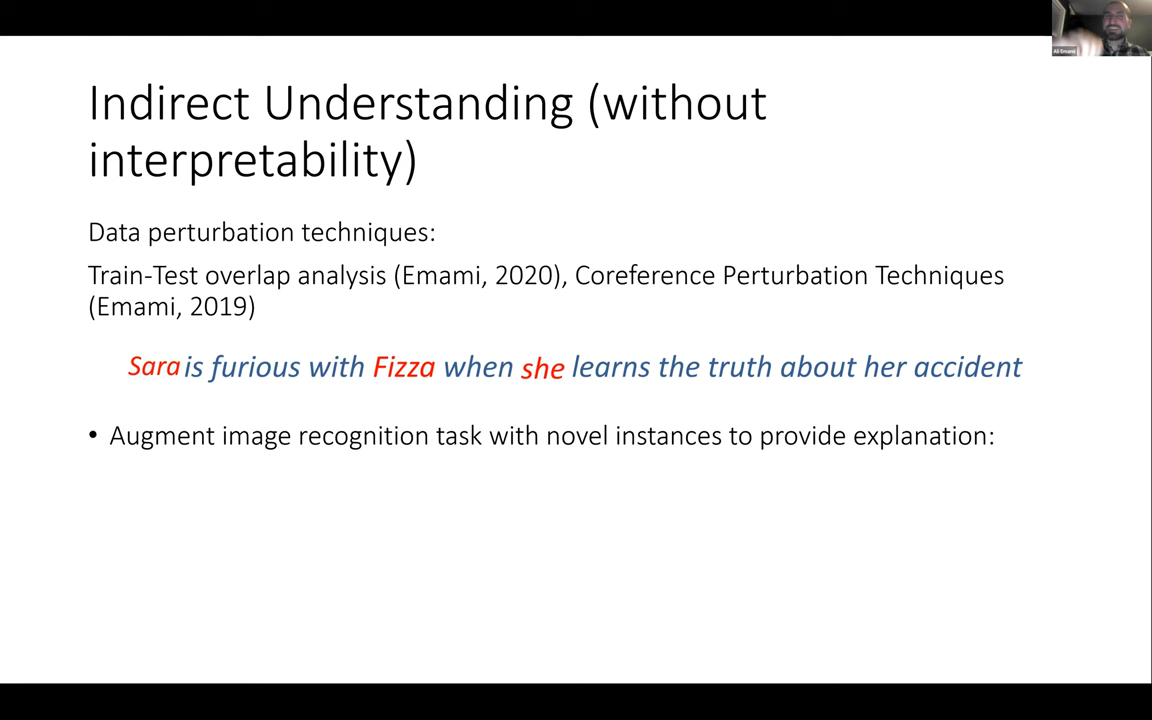 Ali Emami
Indirect Understanding (without
interpretability)
Data perturbation techniques:
Train-Test overlap analysis (Emami, 2020), Coreference Perturbation Techniques
(Emami, 2019)
Sara is furious with Fizza when she learns the truth about her accident
• Augment image recognition task with novel instances to provide explanation: